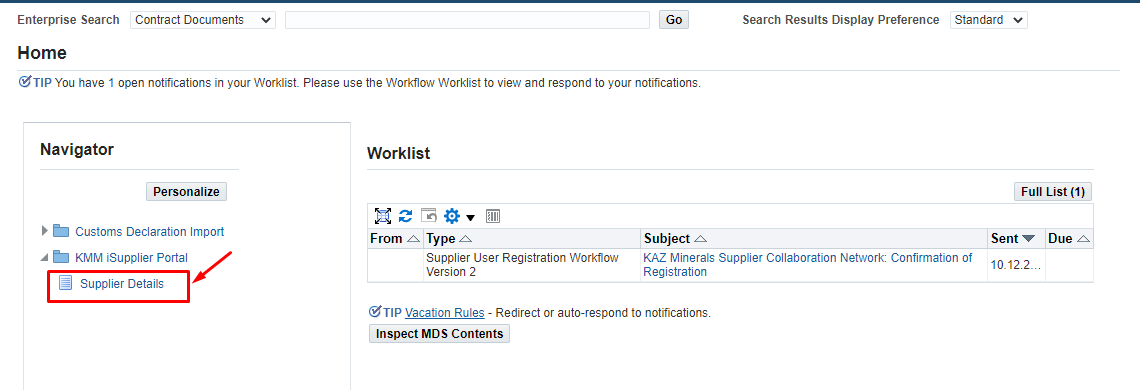 Enterprise Search Contract Documents Go Search Results Display Preference Standard
Home
TIP You have 1 open notifications in your Worklist. Please use the Workflow Worklist to view and respond to your notifications.
Navigator
Personalize
Customs Declaration Import
KMM iSupplier Portal
Supplier Details
Worklist
Full List (1)
From Type Subject Sent Due
Supplier User Registration Workflow
Version 2
KAZ Minerals Supplier Collaboration Network: Confirmation of
Registration
10.12.2...
TIP Vacation Rules - Redirect or auto-respond to notifications.
Inspect MDS Contents